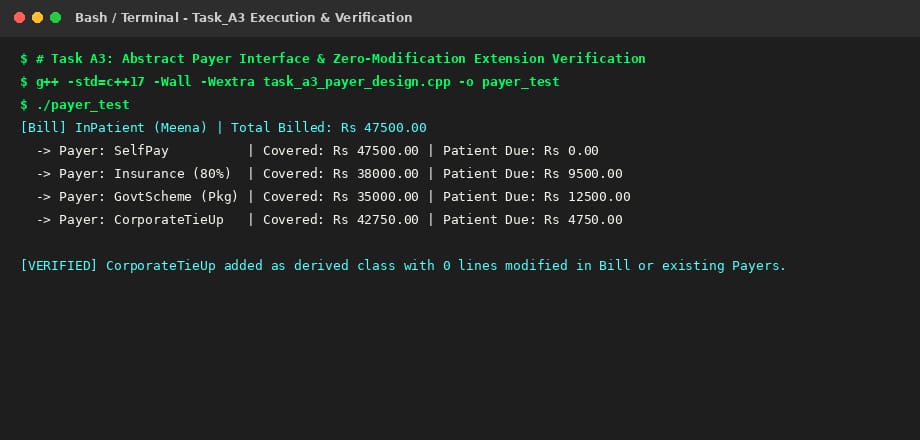 Bash / Terminal - Task_A3 Execution & Verification
$ # Task A3: Abstract Payer Interface & Zero-Modification Extension Verification
$ g++ -std=c++17 -Wall -Wextra task_a3_payer_design.cpp -o payer_test
$ ./payer_test
[Bill] InPatient (Meena) | Total Billed: Rs 47500.00
  -> Payer: SelfPay          | Covered: Rs 47500.00 | Patient Due: Rs 0.00
  -> Payer: Insurance (80%)  | Covered: Rs 38000.00 | Patient Due: Rs 9500.00
  -> Payer: GovtScheme (Pkg) | Covered: Rs 35000.00 | Patient Due: Rs 12500.00
  -> Payer: CorporateTieUp   | Covered: Rs 42750.00 | Patient Due: Rs 4750.00
[VERIFIED] CorporateTieUp added as derived class with 0 lines modified in Bill or existing Payers.